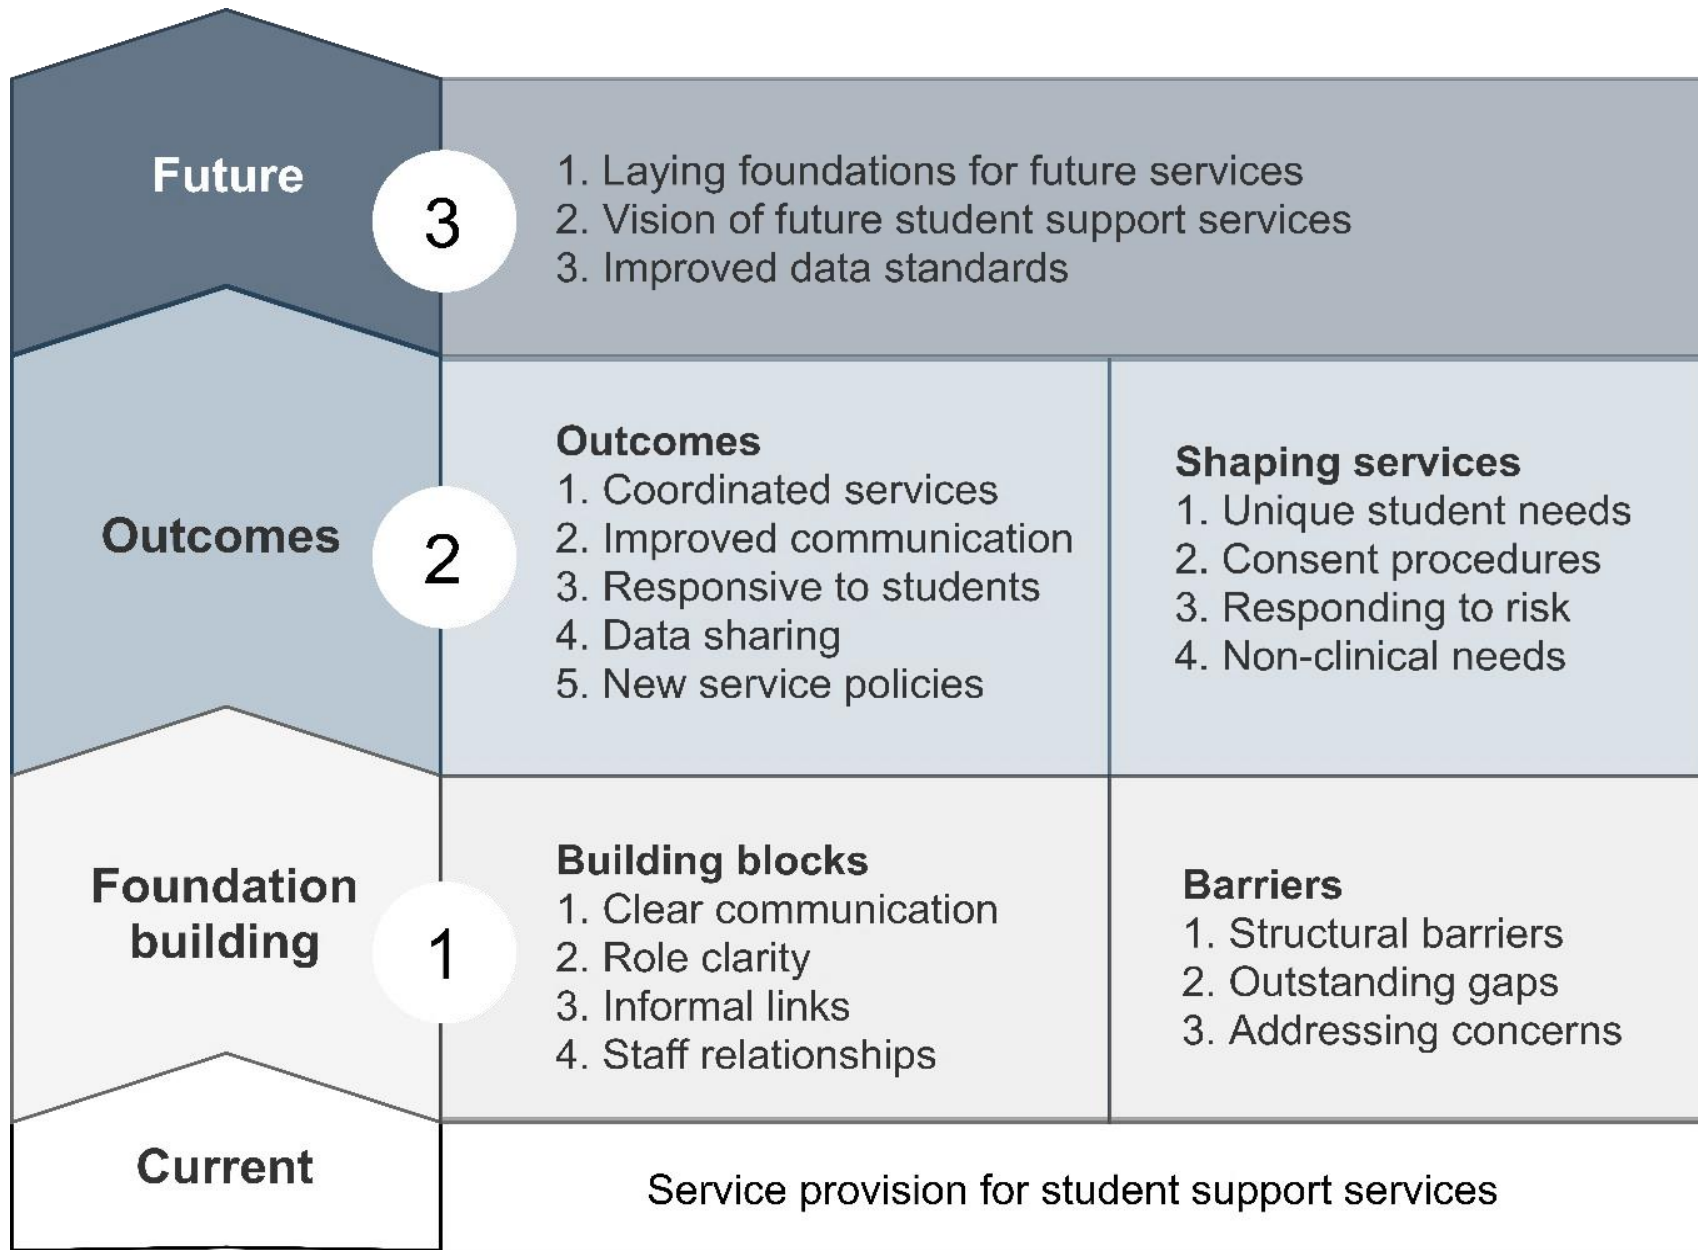 Future
3
1. Laying foundations for future services
2. Vision of future student support services
3. Improved data standards
Outcomes
2
Outcomes
1. Coordinated services
2. Improved communication
3. Responsive to students
4. Data sharing
5. New service policies
Shaping services
1. Unique student needs
2. Consent procedures
3. Responding to risk
4. Non-clinical needs
Foundation
building
1
Building blocks
1. Clear communication
2. Role clarity
3. Informal links
4. Staff relationships
Barriers
1. Structural barriers
2. Outstanding gaps
3. Addressing concerns
Current
Service provision for student support services